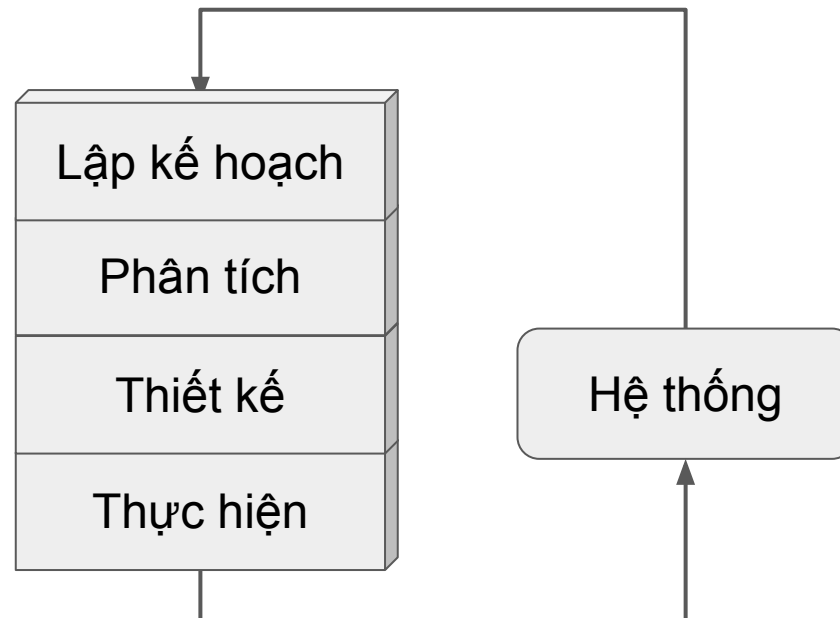 Lập kế hoạch
Phân tích
Thiết kế
Hệ thống
Thực hiện